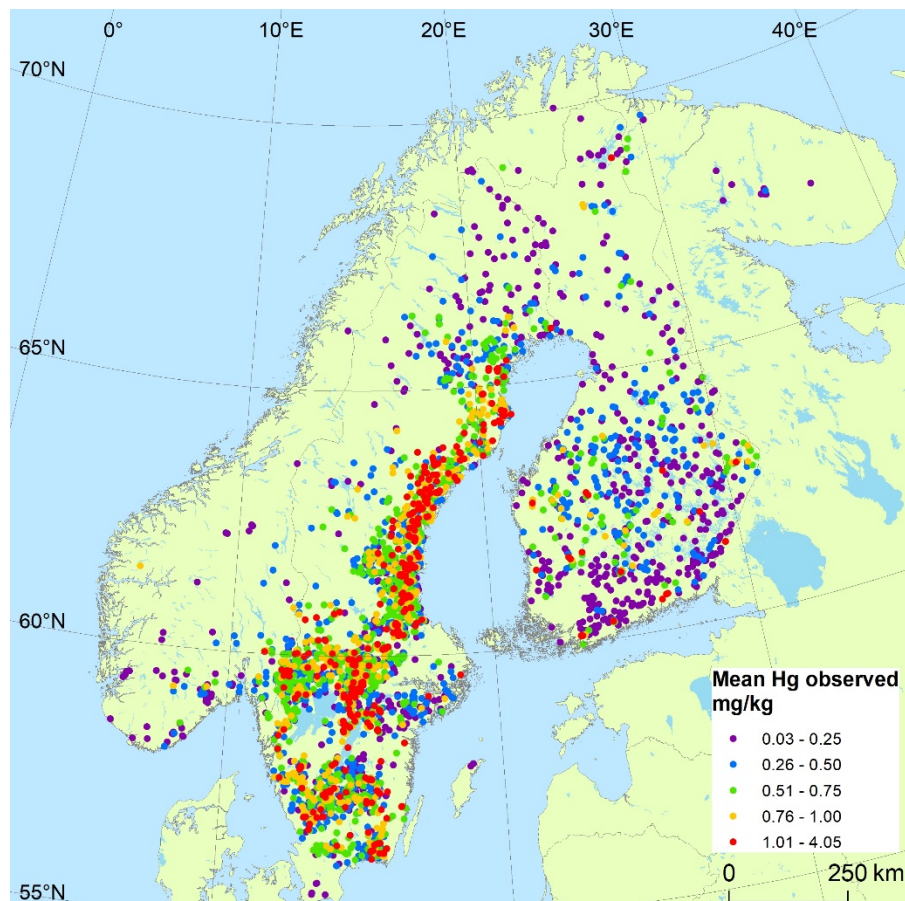 0° 10°E 20°E 30°E 40°E
70°N
65°N
60°N
55°N
Mean Hg observed
mg/kg
0.03 - 0.25
0.26 - 0.50
0.51 - 0.75
0.76 - 1.00
1.01 - 4.05
0 250 km